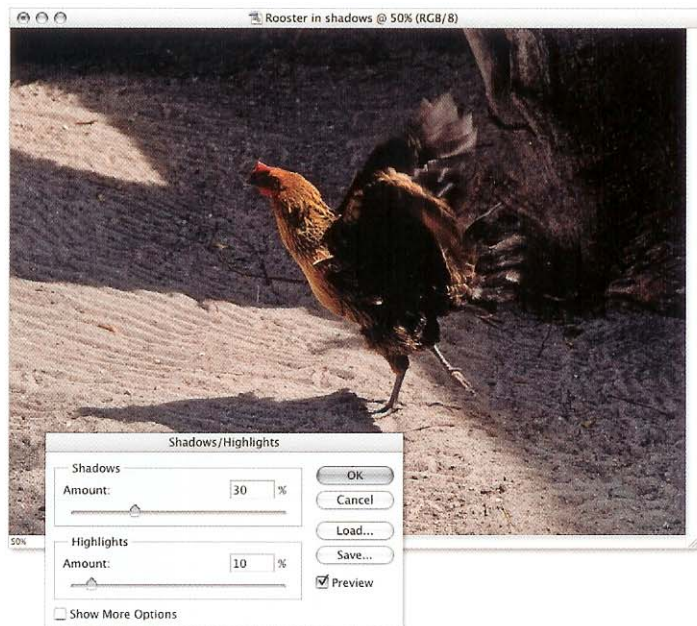 Rooster in shadows @ 50% (RGB/8)
50%
Shadows/Highlights
Shadows
Amount: 30 %
Highlights
Amount: 10 %
Show More Options
OK
Cancel
Load...
Save...
Preview